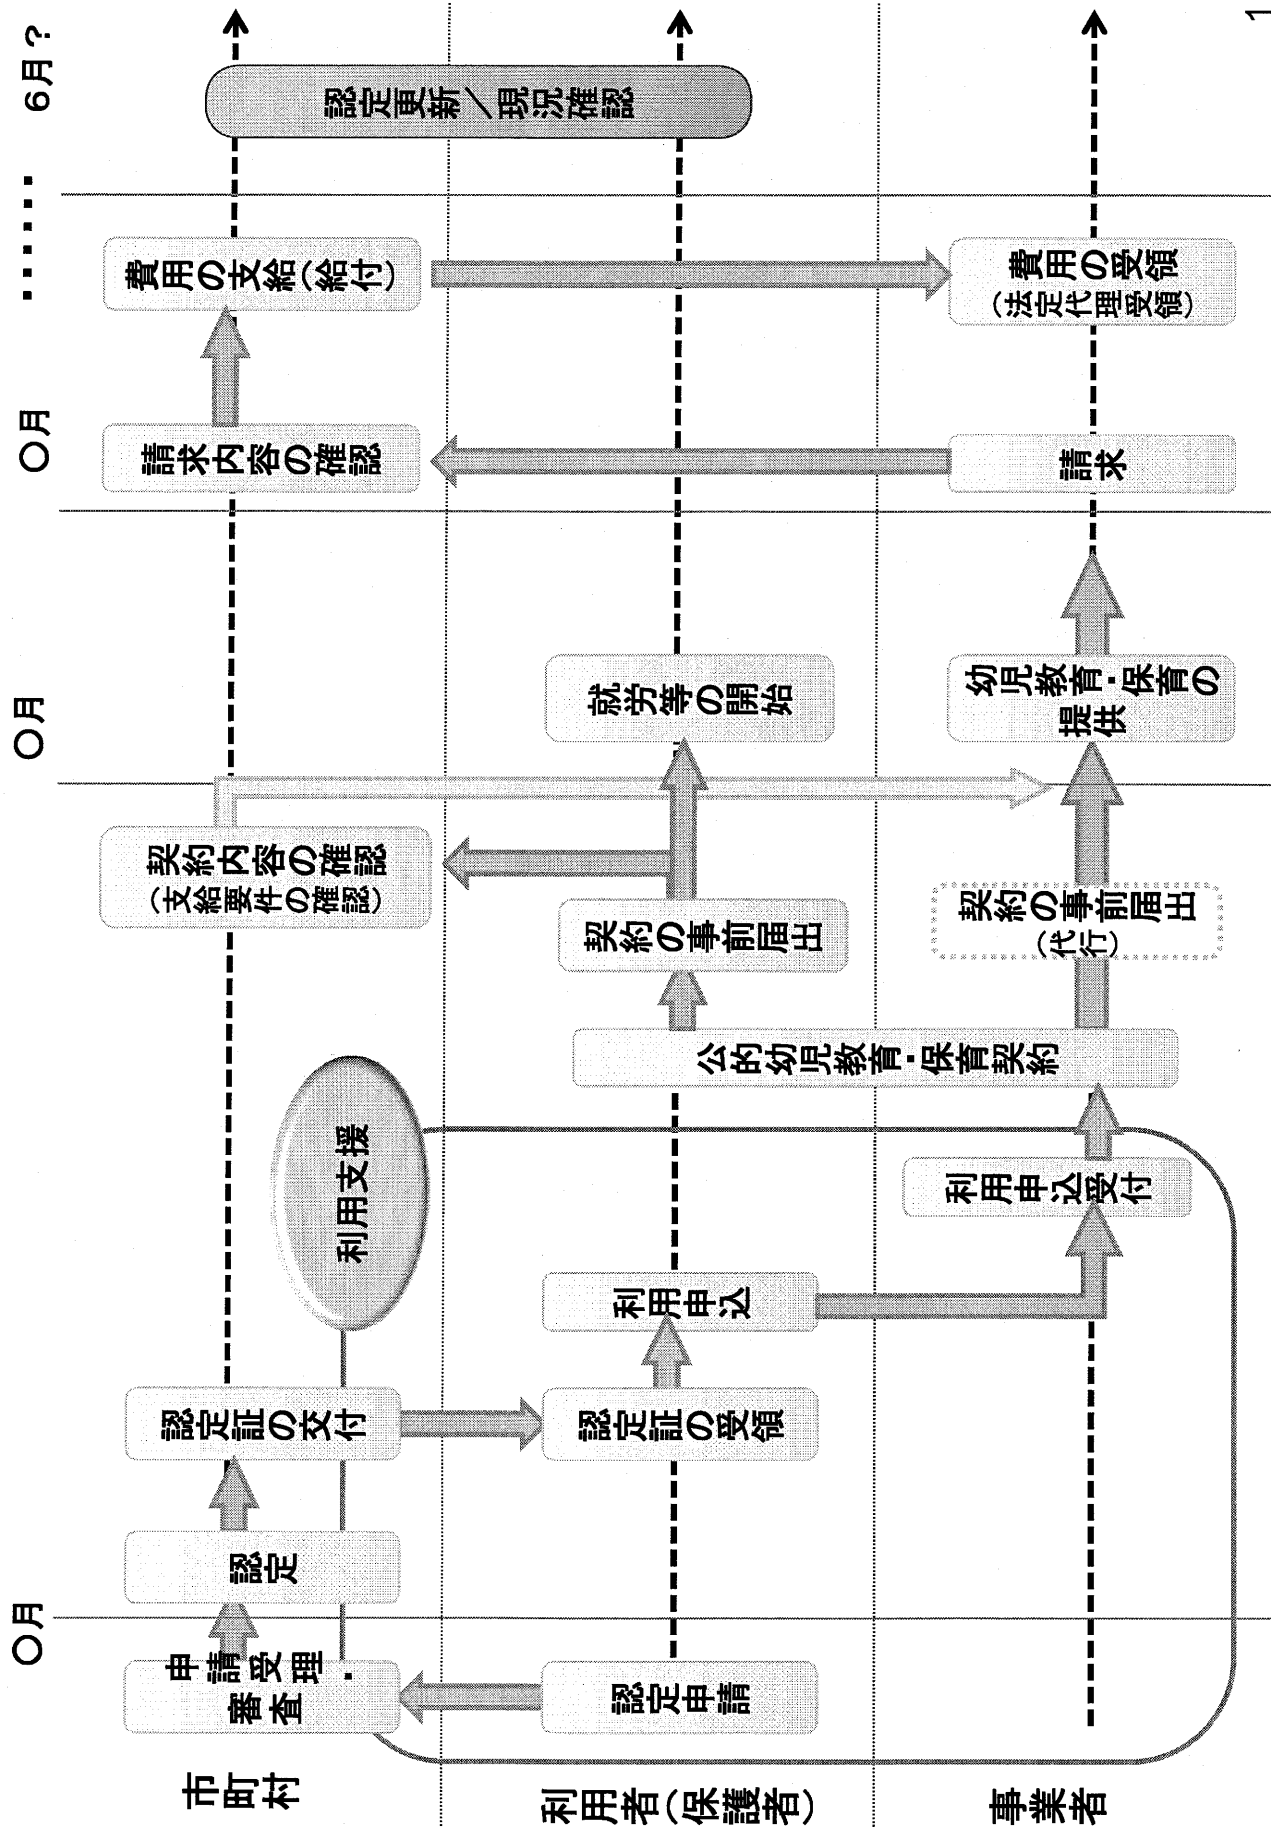 〇月
〇月
〇月
・・・・・・
6月？
市町村
申請受理・
審査
認定
認定証の交付
利用支援
契約内容の確認
（支給要件の確認）
請求内容の確認
費用の支給（給付）
認定更新／現況確認
利用者（保護者）
認定申請
認定証の受領
利用申込
公的幼児教育・保育契約
契約の事前届出
就労等の開始
事業者
利用申込受付
契約の事前届出
（代行）
幼児教育・保育の
提供
請求
費用の受領
（法定代理受領）
1